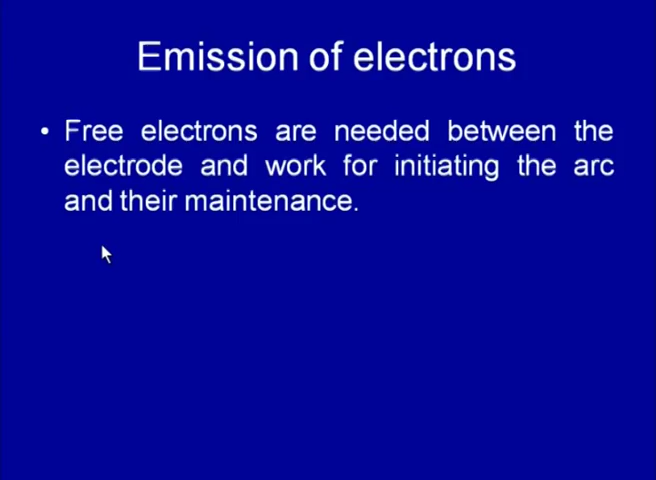 Emission of electrons
• Free electrons are needed between the
electrode and work for initiating the arc
and their maintenance.